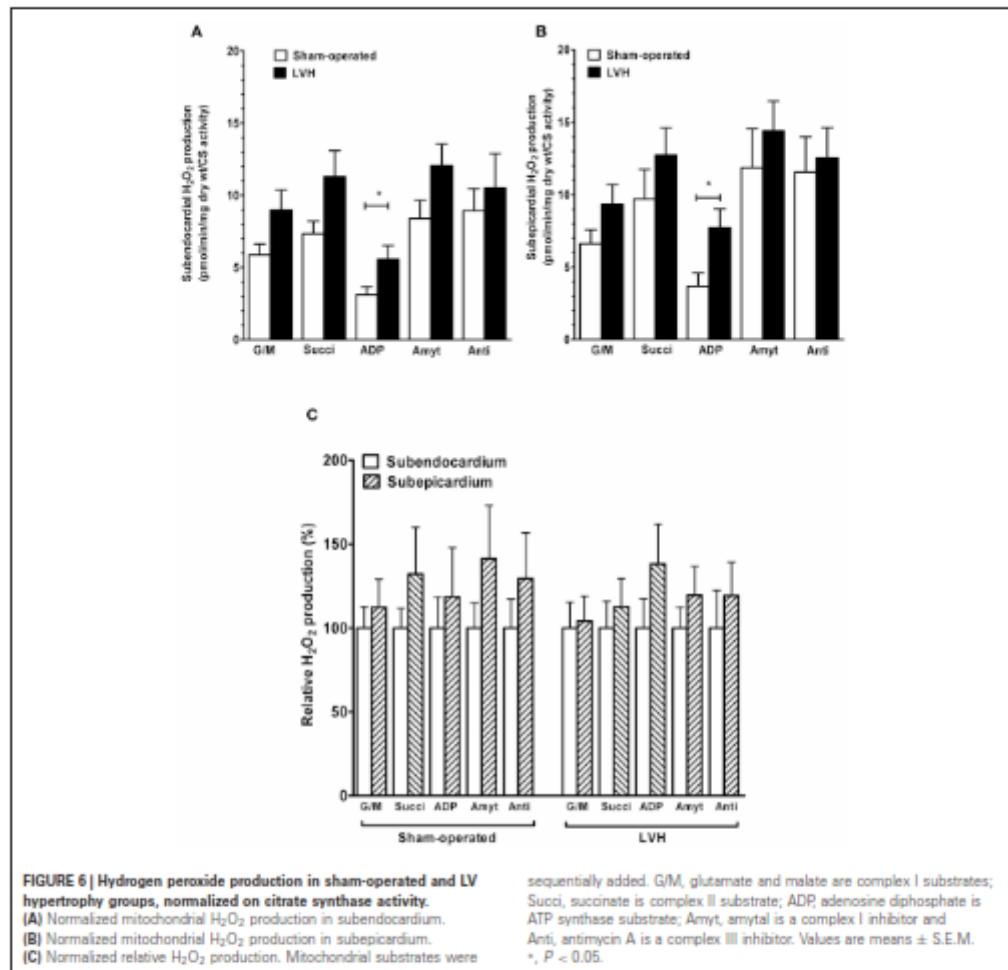 A
Sham-operated
LVH
Subendocardial H₂O₂ production
(pmol/min/mg dry wt/CS activity)
20
15
10
5
0
G/M Succi ADP Amyt Anti
*
B
Sham-operated
LVH
Subepicardial H₂O₂ production
(pmol/min/mg dry wt/CS activity)
20
15
10
5
0
G/M Succi ADP Amyt Anti
*
C
Subendocardium
Subepicardium
Relative H₂O₂ production (%)
200
150
100
50
0
G/M Succi ADP Amyt Anti G/M Succi ADP Amyt Anti
Sham-operated LVH
FIGURE 6 | Hydrogen peroxide production in sham-operated and LV
hypertrophy groups, normalized on citrate synthase activity.
(A) Normalized mitochondrial H₂O₂ production in subendocardium.
(B) Normalized mitochondrial H₂O₂ production in subepicardium.
(C) Normalized relative H₂O₂ production. Mitochondrial substrates were
sequentially added. G/M, glutamate and malate are complex I substrates;
Succi, succinate is complex II substrate; ADP, adenosine diphosphate is
ATP synthase substrate; Amyt, amytal is a complex I inhibitor and
Anti, antimycin A is a complex III inhibitor. Values are means ± S.E.M.
*, P < 0.05.